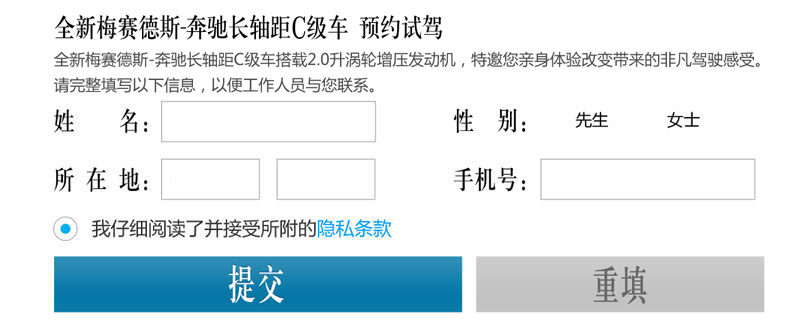 全新梅赛德斯-奔驰长轴距C级车 预约试驾
全新梅赛德斯-奔驰长轴距C级车搭载2.0升涡轮增压发动机，特邀您亲身体验改变带来的非凡驾驶感受。
请完整填写以下信息，以便工作人员与您联系。
姓 名： 性 别： 先生 女士
所 在 地： 手机号：
我仔细阅读了并接受所附的隐私条款
提交 重填